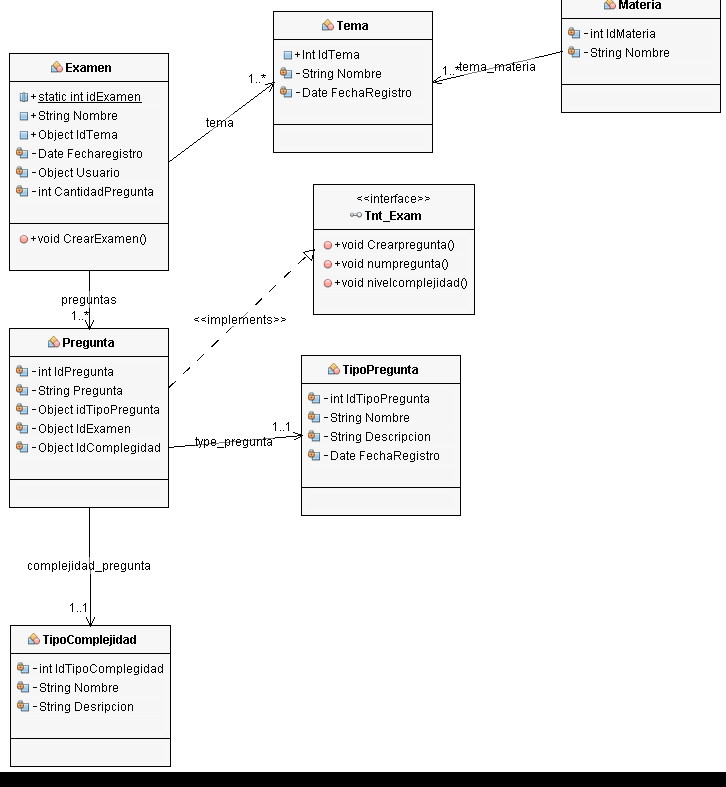 Materia
- int IdMateria
- String Nombre
Tema
+ Int IdTema
- String Nombre
- Date FechaRegistro
1..*
tema_materia
Examen
+ static int idExamen
+ String Nombre
+ Object IdTema
- Date Fecharegistro
- Object Usuario
- int CantidadPregunta
+ void CrearExamen()
1..*
tema
<<interface>>
Tnt_Exam
+ void Crearpregunta()
+ void numpregunta()
+ void nivelcomplejidad()
preguntas
1..*
<<implements>>
Pregunta
- int IdPregunta
- String Pregunta
- Object idTipoPregunta
- Object IdExamen
- Object IdComplegidad
TipoPregunta
- int IdTipoPregunta
- String Nombre
- String Descripcion
- Date FechaRegistro
1..1
type_pregunta
complejidad_pregunta
1..1
TipoComplejidad
- int IdTipoComplegidad
- String Nombre
- String Desripcion